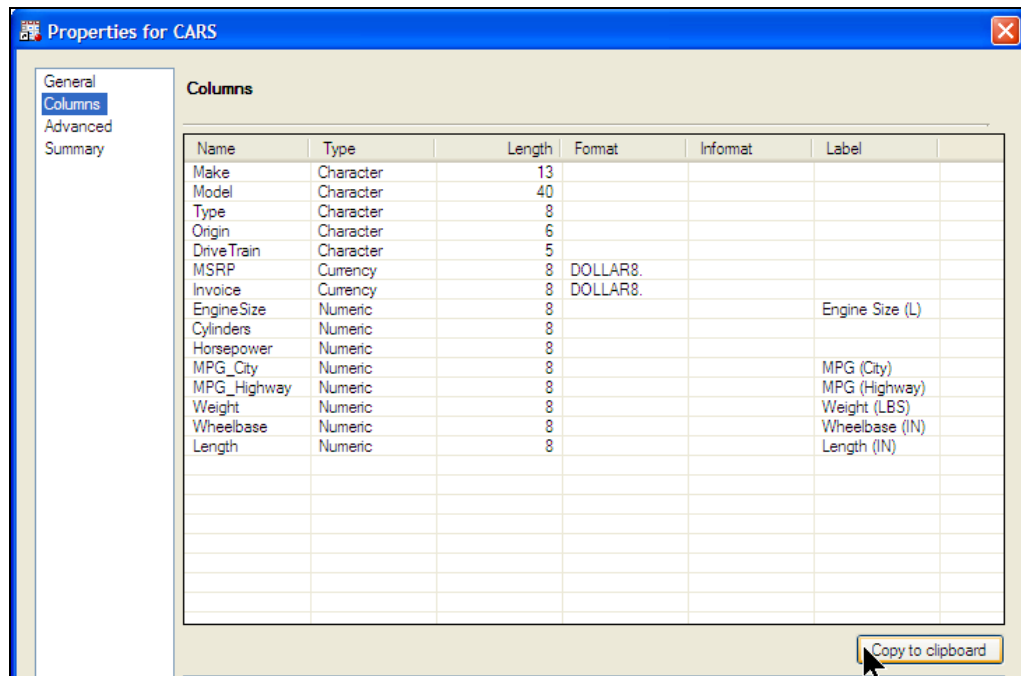 Properties for CARS
General
Columns
Advanced
Summary
Columns
Name Type Length Format Informat Label
Make Character 13
Model Character 40
Type Character 8
Origin Character 6
DriveTrain Character 5
MSRP Currency 8 DOLLAR8.
Invoice Currency 8 DOLLAR8.
EngineSize Numeric 8 Engine Size (L)
Cylinders Numeric 8
Horsepower Numeric 8
MPG_City Numeric 8 MPG (City)
MPG_Highway Numeric 8 MPG (Highway)
Weight Numeric 8 Weight (LBS)
Wheelbase Numeric 8 Wheelbase (IN)
Length Numeric 8 Length (IN)
Copy to clipboard